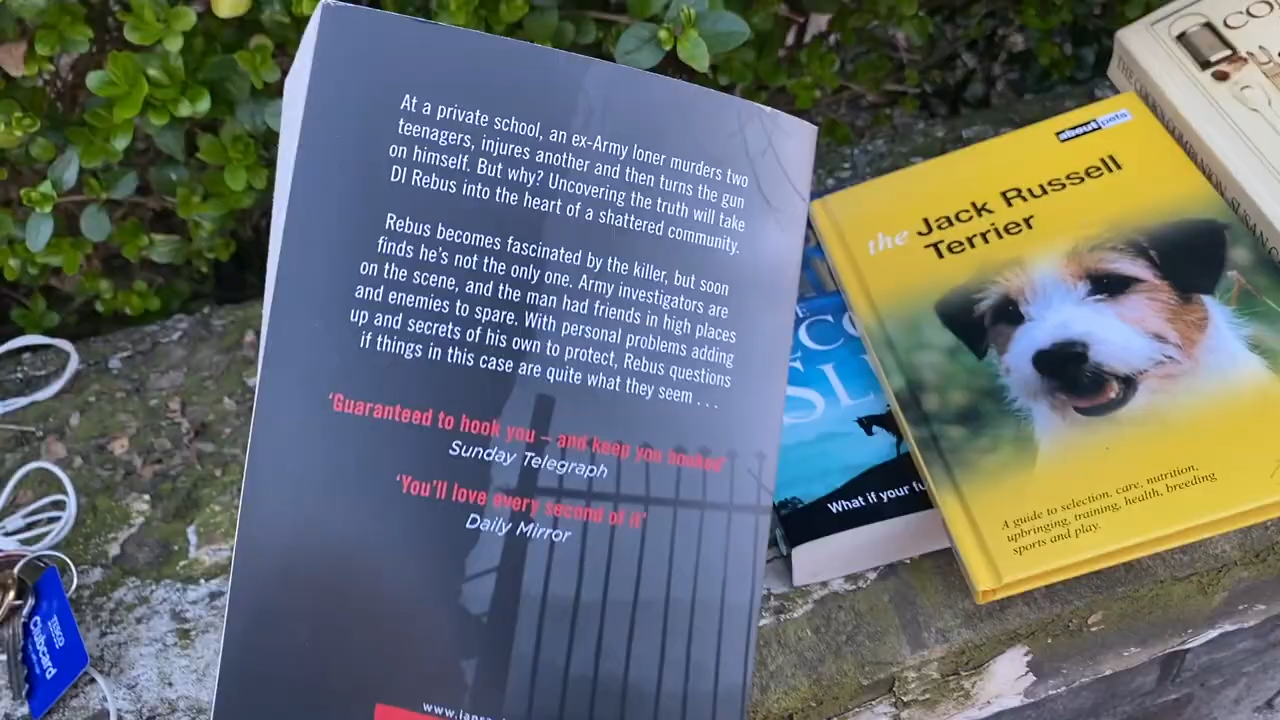 At a private school, an ex-Army loner murders two
teenagers, injures another and then turns the gun
on himself. But why? Uncovering the truth will take
DI Rebus into the heart of a shattered community.
Rebus becomes fascinated by the killer, but soon
finds he's not the only one. Army investigators are
on the scene, and the man had friends in high places
and enemies to spare. With personal problems adding
up and secrets of his own to protect, Rebus questions
if things in this case are quite what they seem . . .
'Guaranteed to hook you – and keep you hooked'
Sunday Telegraph
'You'll love every second of it'
Daily Mirror
about pets
the Jack Russell
Terrier
A guide to selection, care, nutrition,
upbringing, training, health, breeding
sports and play.
What if your
THE COOK'S COMPANION
TESCO
Clubcard